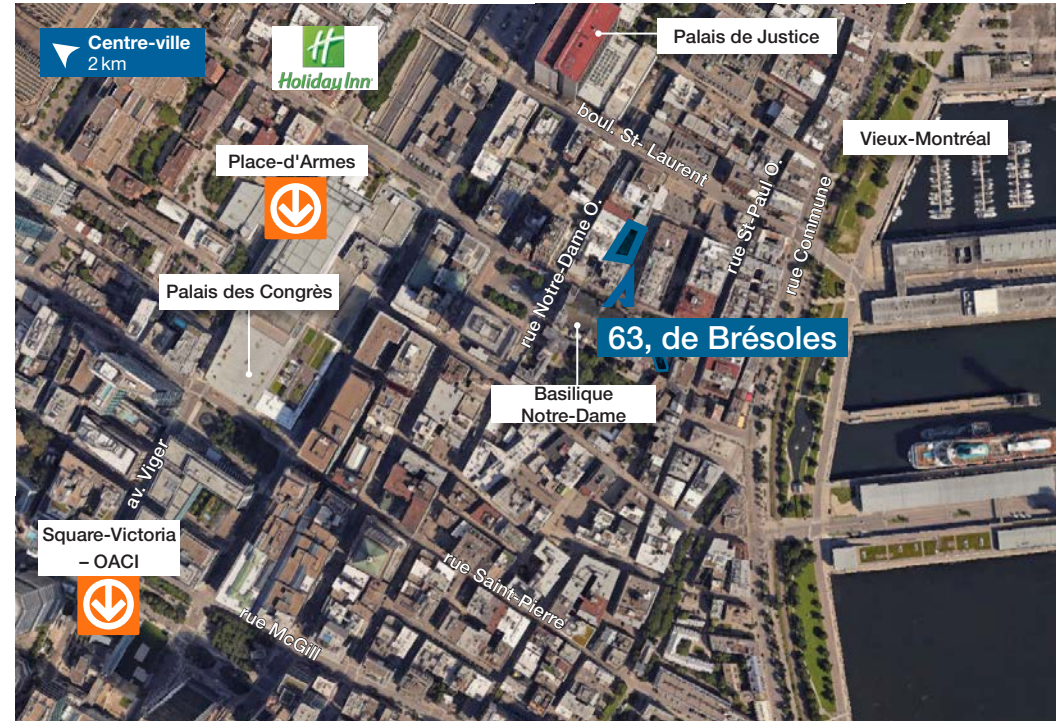 Centre-ville
2 km
Holiday Inn
Palais de Justice
boul. St- Laurent
Vieux-Montréal
Place-d'Armes
rue Notre-Dame O.
rue St-Paul O.
rue Commune
Palais des Congrès
63, de Brésoles
Basilique
Notre-Dame
av. Viger
Square-Victoria
– OACI
rue Saint-Pierre
rue McGill